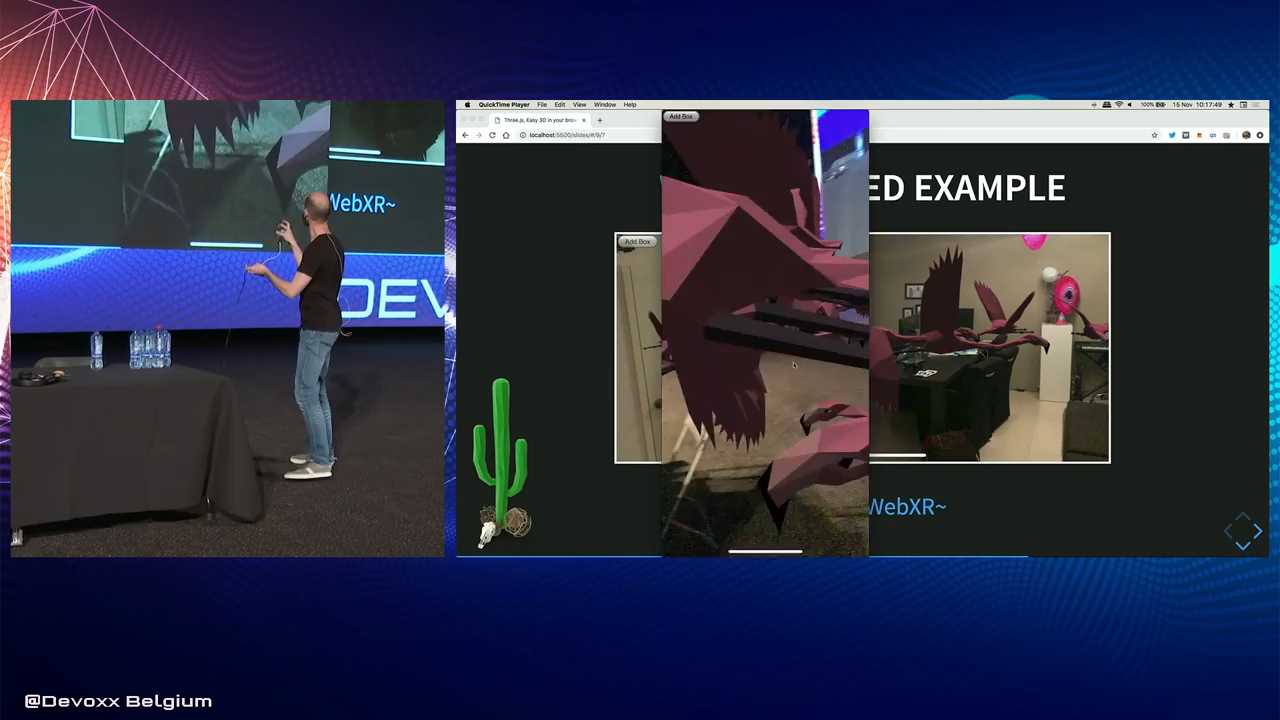 WebXR~
DEV
QuickTime Player File Edit View Window Help
100% 15 Nov 10:17:49
Three.js, Easy 3D in your brow
localhost:5500/slides/#/9/7
Add Box
ED EXAMPLE
Add Box
WebXR~
@Devoxx Belgium